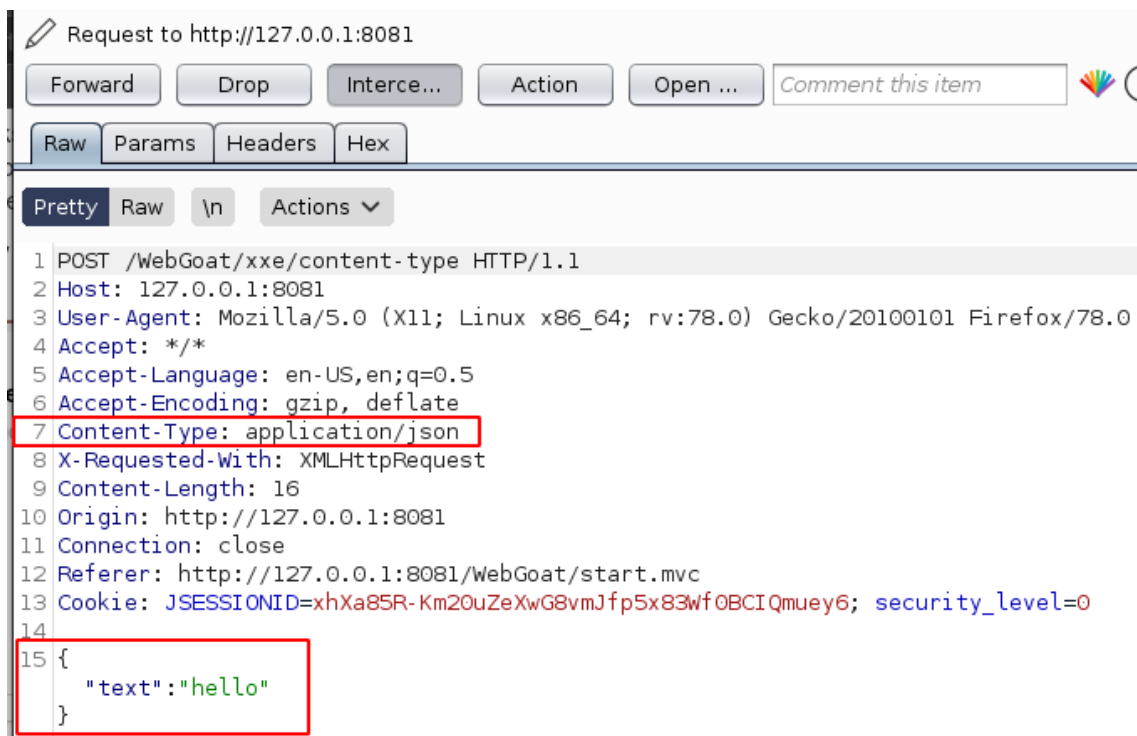 Request to http://127.0.0.1:8081
Forward Drop Interce... Action Open ... Comment this item
Raw Params Headers Hex
Pretty Raw \n Actions
1 POST /WebGoat/xxe/content-type HTTP/1.1
2 Host: 127.0.0.1:8081
3 User-Agent: Mozilla/5.0 (X11; Linux x86_64; rv:78.0) Gecko/20100101 Firefox/78.0
4 Accept: */*
5 Accept-Language: en-US,en;q=0.5
6 Accept-Encoding: gzip, deflate
7 Content-Type: application/json
8 X-Requested-With: XMLHttpRequest
9 Content-Length: 16
10 Origin: http://127.0.0.1:8081
11 Connection: close
12 Referer: http://127.0.0.1:8081/WebGoat/start.mvc
13 Cookie: JSESSIONID=xhXa85R-Km20uZeXwG8vmJfp5x83Wf0BCIQmuey6; security_level=0
14
15 {
"text":"hello"
}